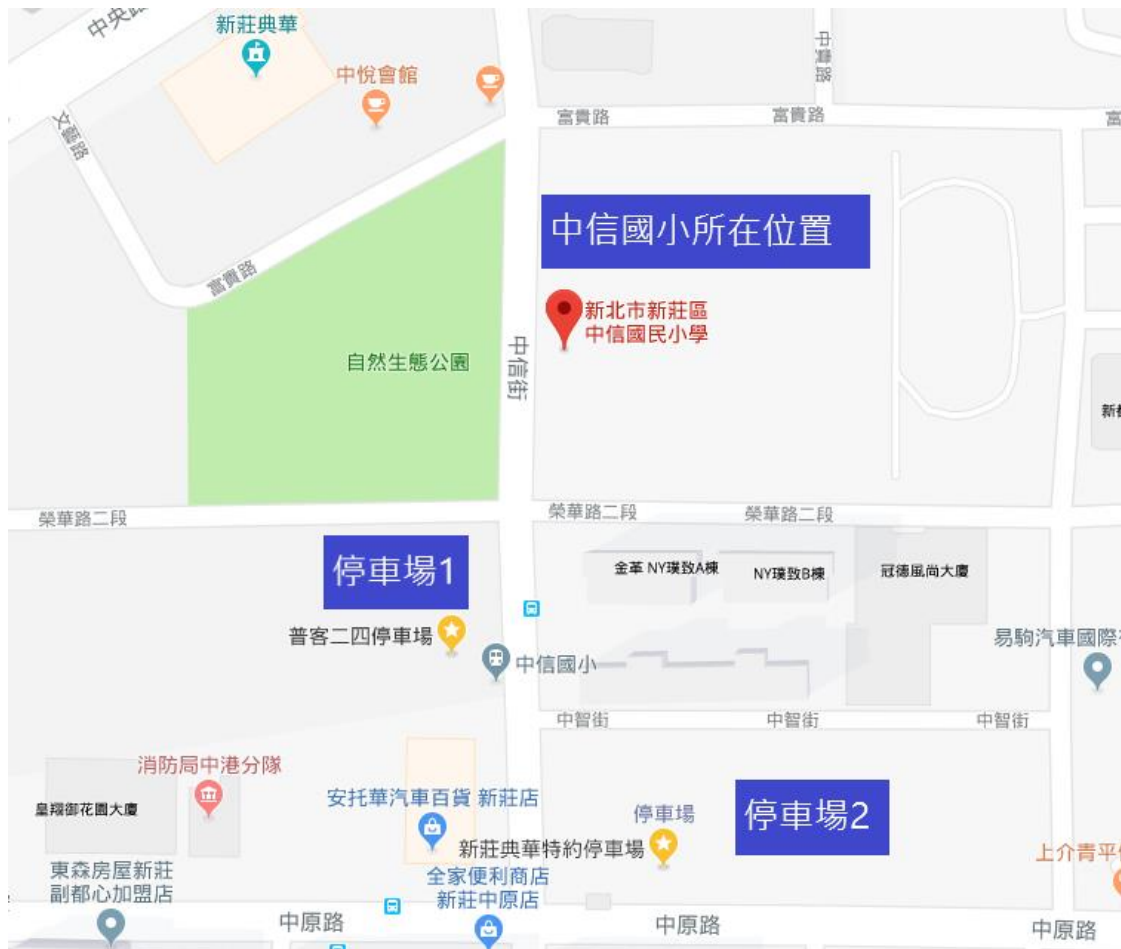 中央路
新莊典華
中悅會館
中貴路
文藝路
富貴路
富貴路
富
中信國小所在位置
富貴路
新北市新莊區
中信國民小學
中信街
自然生態公園
榮華路二段
榮華路二段
榮華路二段
停車場1
金革 NY璞致A棟
NY璞致B棟
冠德風尚大廈
普客二四停車場
中信國小
易駒汽車國際
中智街
中智街
中智街
消防局中港分隊
皇翔御花園大廈
安托華汽車百貨 新莊店
停車場
停車場2
新莊典華特約停車場
上介青平
東森房屋新莊
副都心加盟店
全家便利商店
新莊中原店
中原路
中原路
中原路